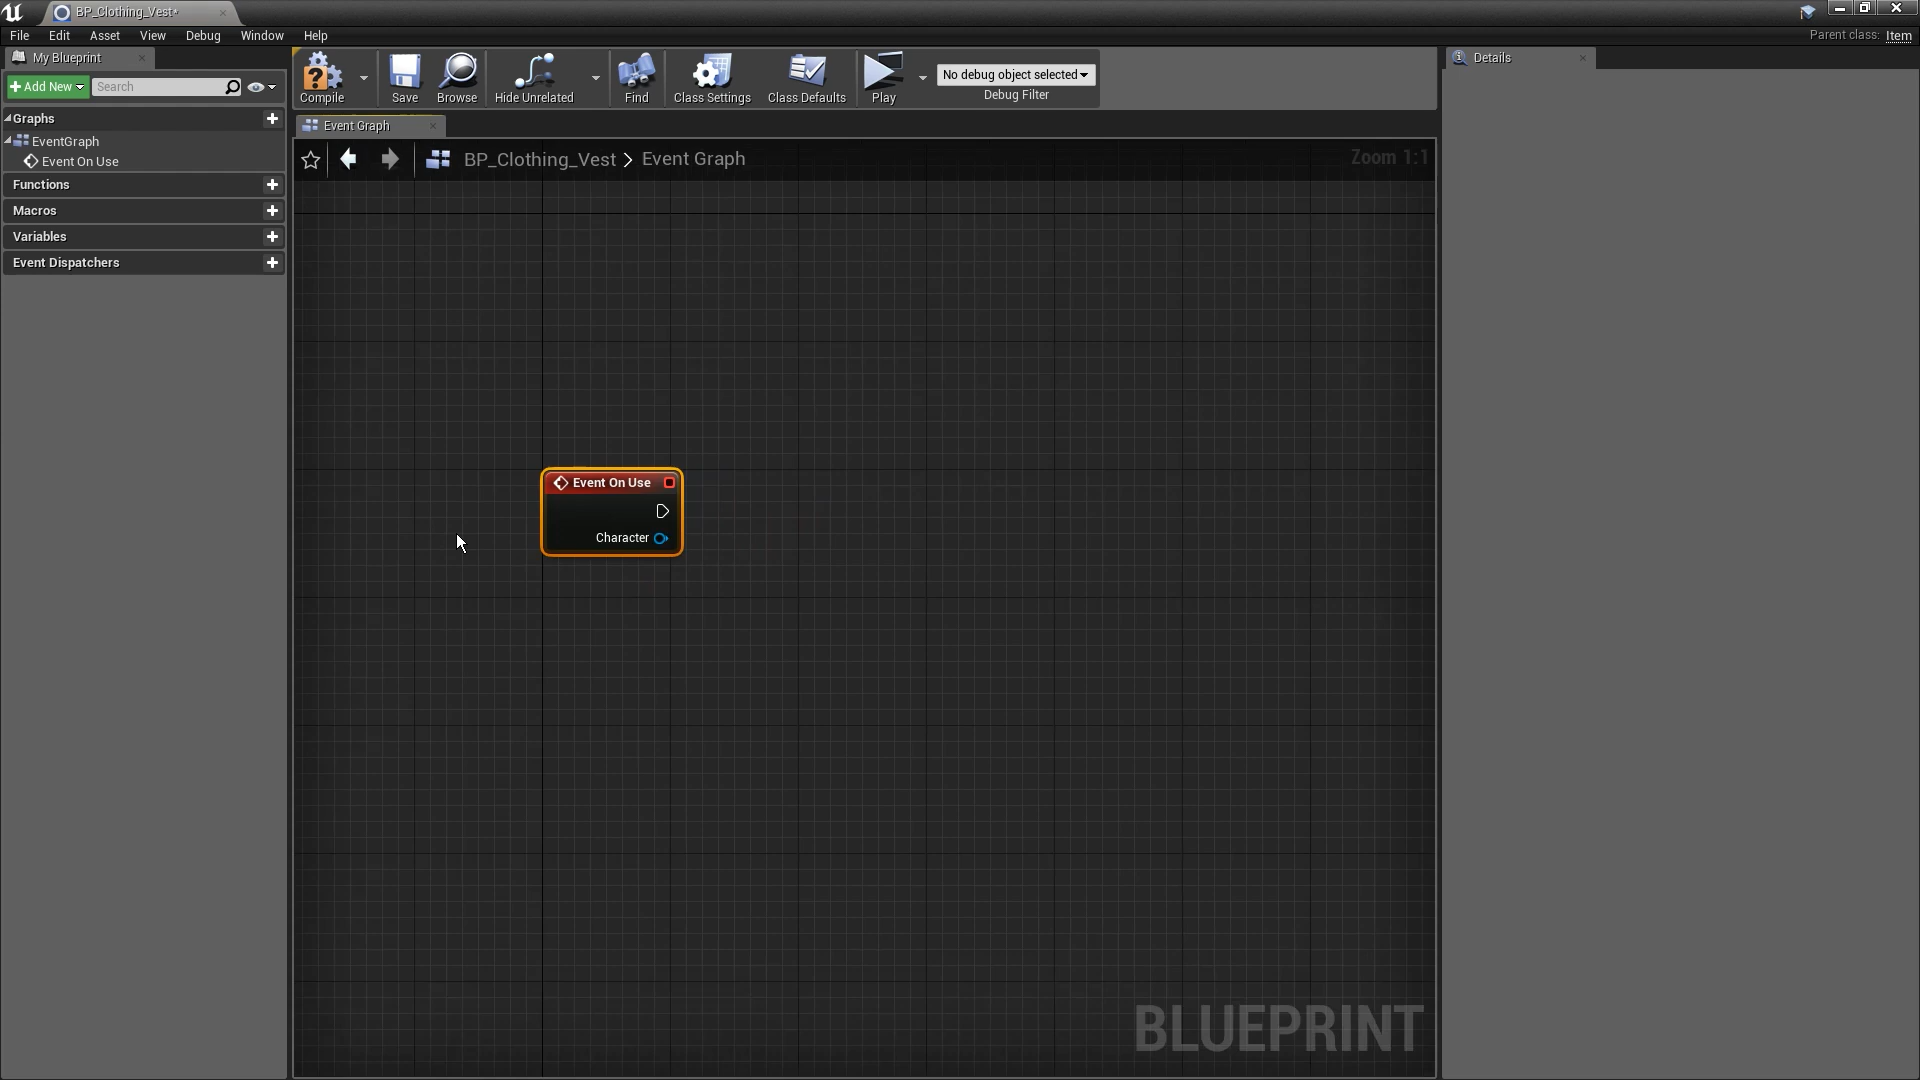 BP_Clothing_Vest*
File Edit Asset View Debug Window Help
Parent class: Item
My Blueprint
Add New
Search
Graphs
EventGraph
Event On Use
Functions
Macros
Variables
Event Dispatchers
Compile
Save
Browse
Hide Unrelated
Find
Class Settings
Class Defaults
Play
No debug object selected
Debug Filter
Event Graph
BP_Clothing_Vest > Event Graph
Zoom 1:1
Event On Use
Character
BLUEPRINT
Details